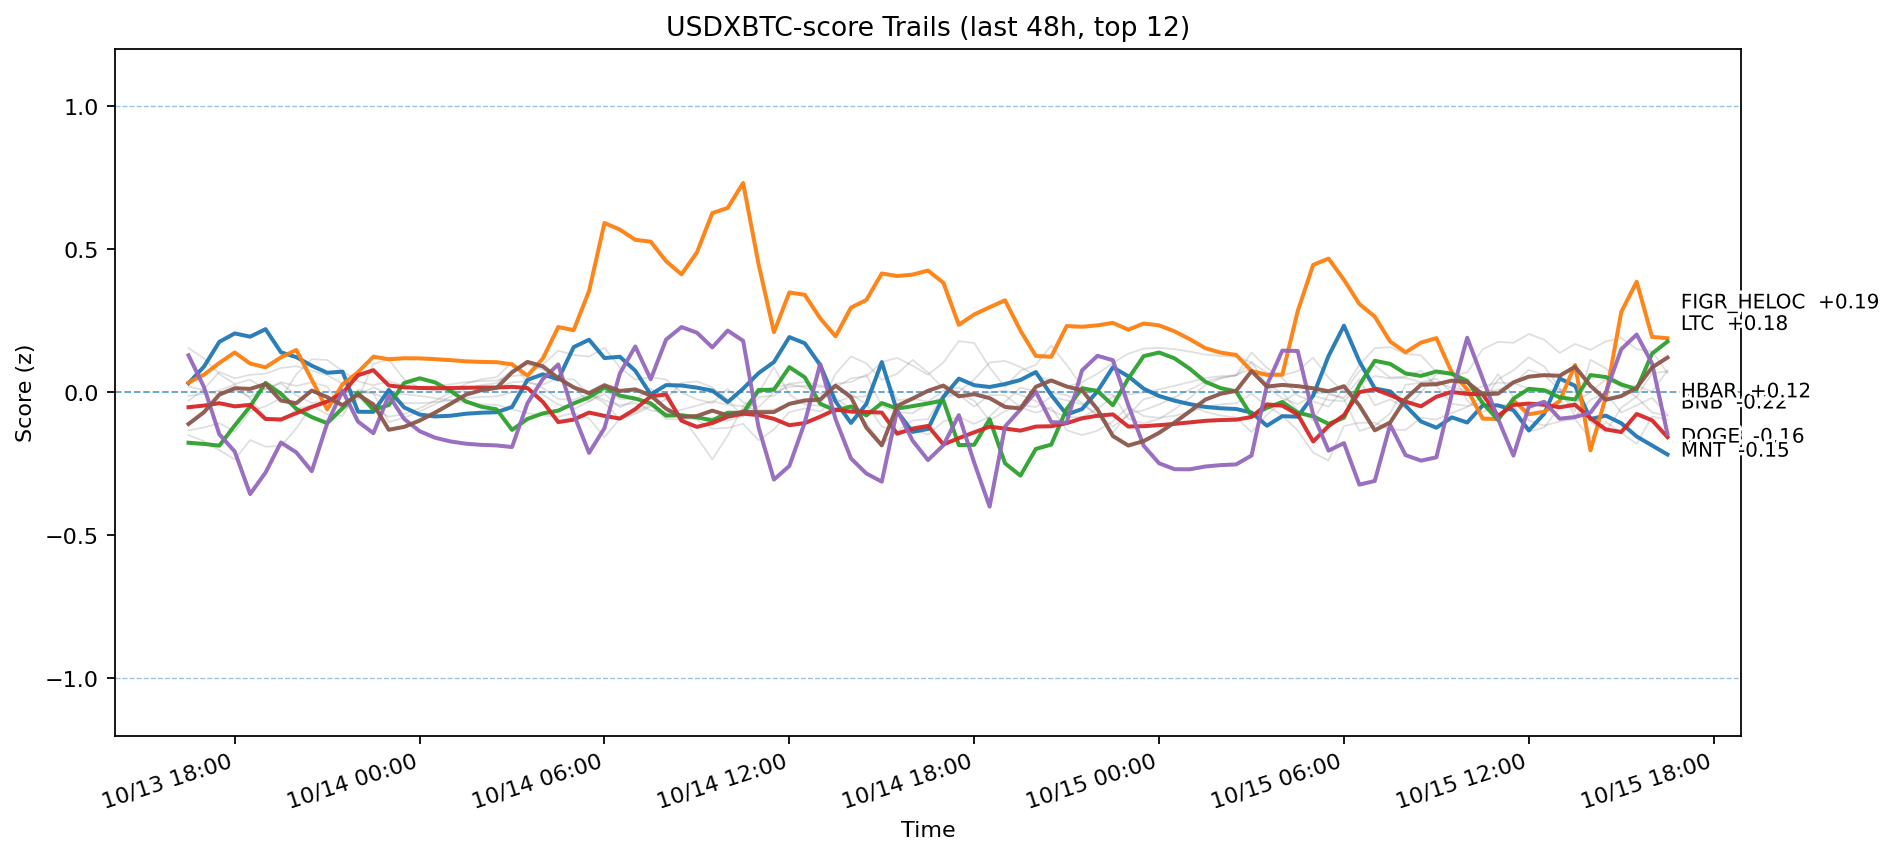 USDXBTC-score Trails (last 48h, top 12)
Score (z)
1.0
0.5
0.0
−0.5
−1.0
FIGR_HELOC +0.19
LTC +0.18
HBAR +0.12
BNB -0.22
DOGE -0.16
MNT -0.15
10/13 18:00
10/14 00:00
10/14 06:00
10/14 12:00
10/14 18:00
10/15 00:00
10/15 06:00
10/15 12:00
10/15 18:00
Time